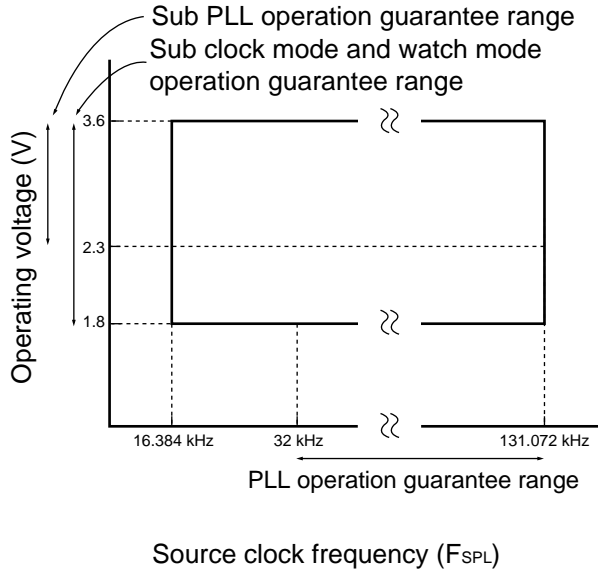 Sub PLL operation guarantee range
Sub clock mode and watch mode
operation guarantee range
Operating voltage (V)
3.6
2.3
1.8
16.384 kHz
32 kHz
131.072 kHz
PLL operation guarantee range
Source clock frequency (FSPL)